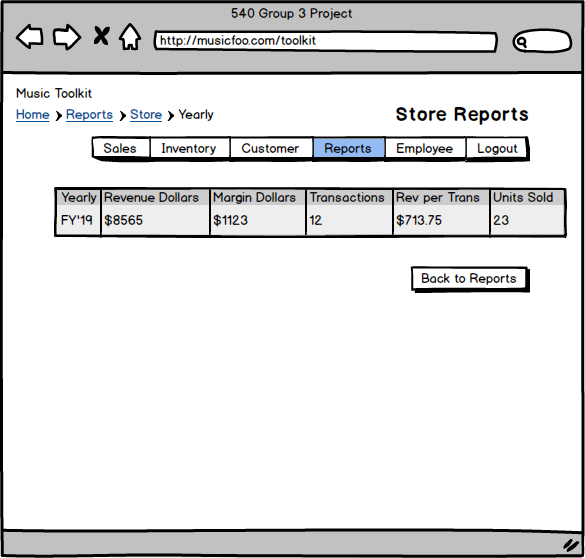 540 Group 3 Project
http://musicfoo.com/toolkit
Music Toolkit
Home Reports Store Yearly
Store Reports
Sales Inventory Customer Reports Employee Logout
Yearly Revenue Dollars Margin Dollars Transactions Rev per Trans Units Sold
FY'19 $8565 $1123 12 $713.75 23
Back to Reports